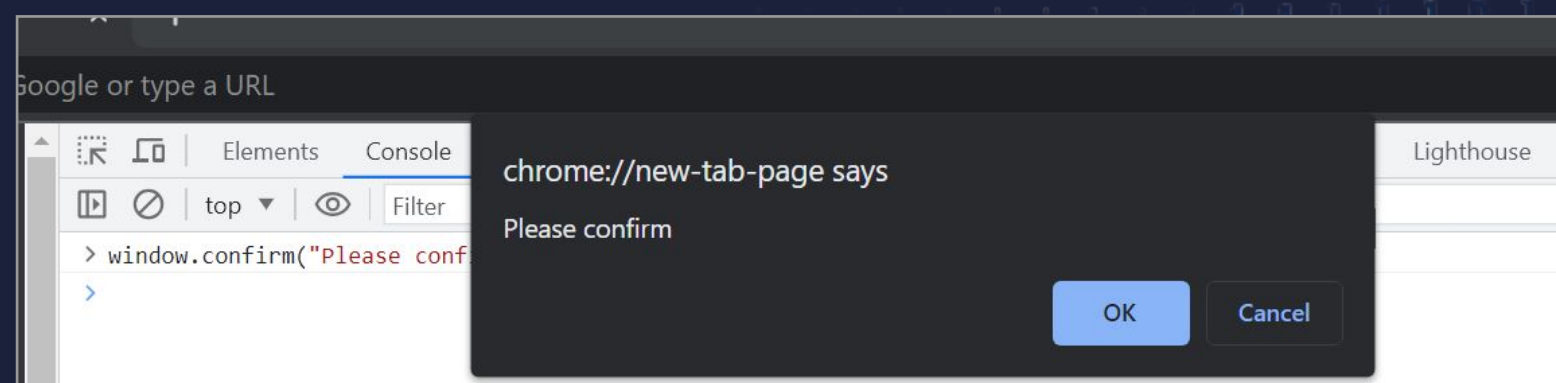 Google or type a URL
Elements Console Lighthouse
top Filter
chrome://new-tab-page says
Please confirm
> window.confirm("Please conf
>
OK Cancel